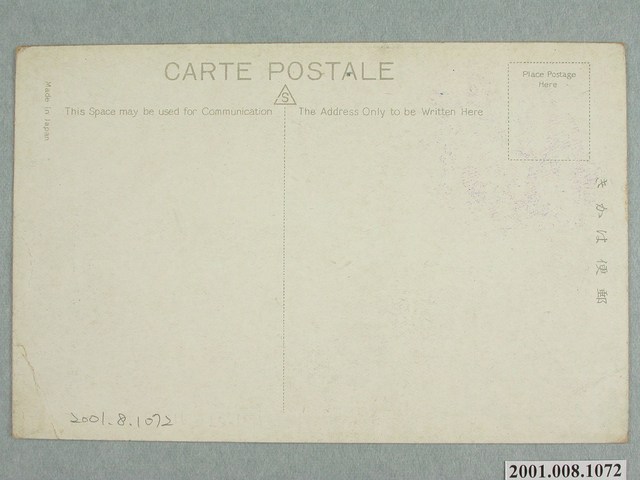 CARTE POSTALE
S
This Space may be used for Communication
The Address Only to be Written Here
Place Postage
Here
Made in Japan
きかは便郵
2001.8.1072
2001.008.1072